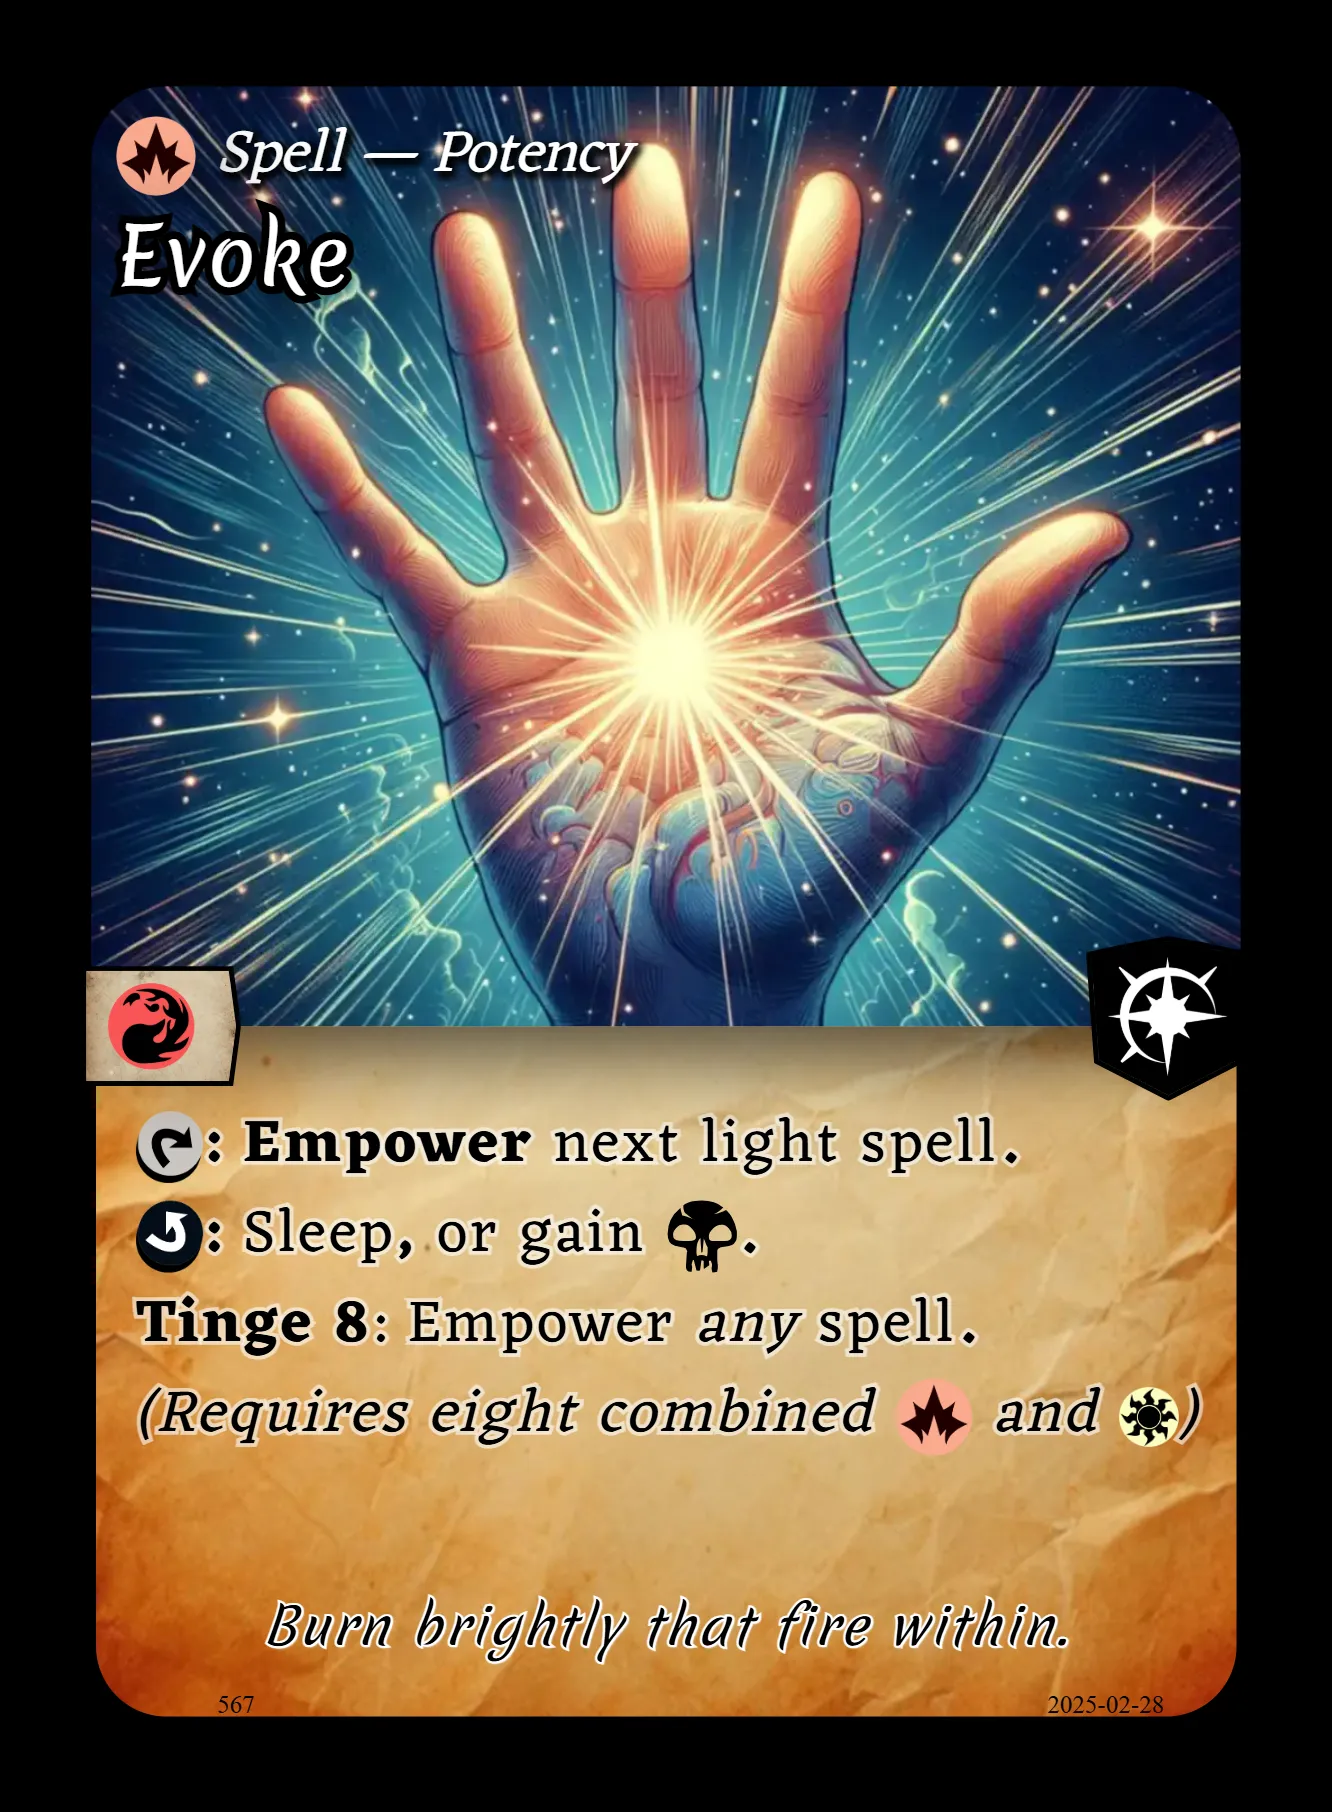 Spell — Potency
Evoke
: Empower next light spell.
: Sleep, or gain .
Tinge 8: Empower any spell.
(Requires eight combined and )
Burn brightly that fire within.
567
2025-02-28